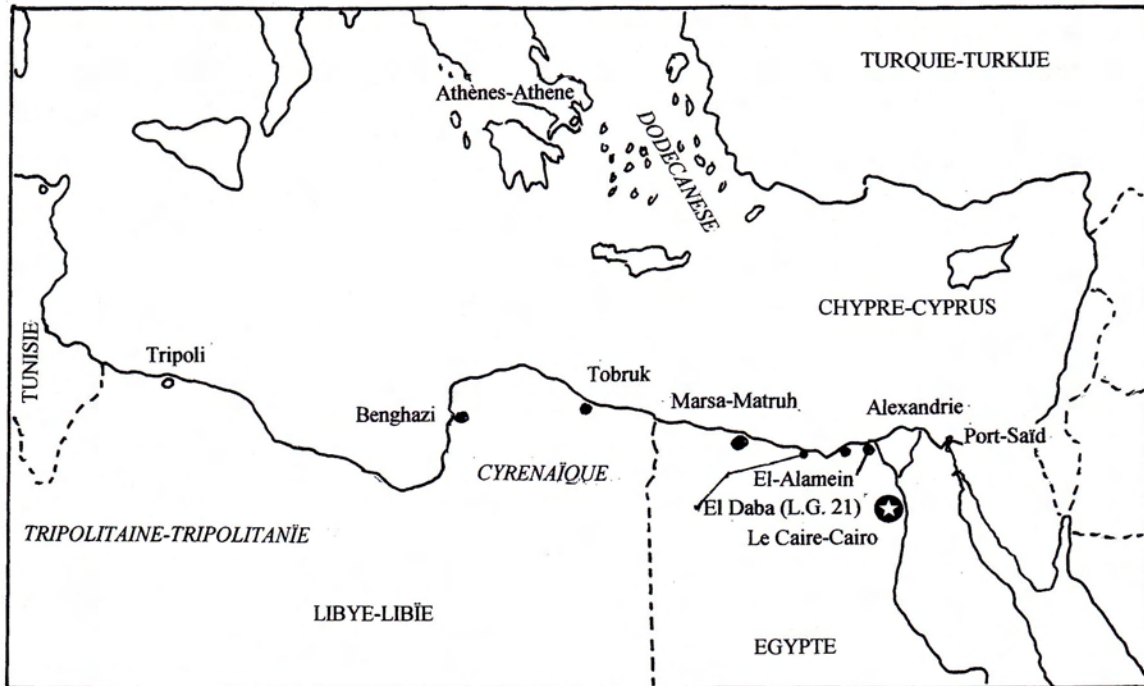 TURQUIE-TURKIJE
Athènes-Athene
DODECANESE
CHYPRE-CYPRUS
TUNISIE
Tripoli
Tobruk
Benghazi
Marsa-Matruh
Alexandrie
Port-Saïd
CYRENAÏQUE
El-Alamein
El Daba (L.G. 21)
TRIPOLITAINE-TRIPOLITANÏE
Le Caire-Cairo
LIBYE-LIBÏE
EGYPTE